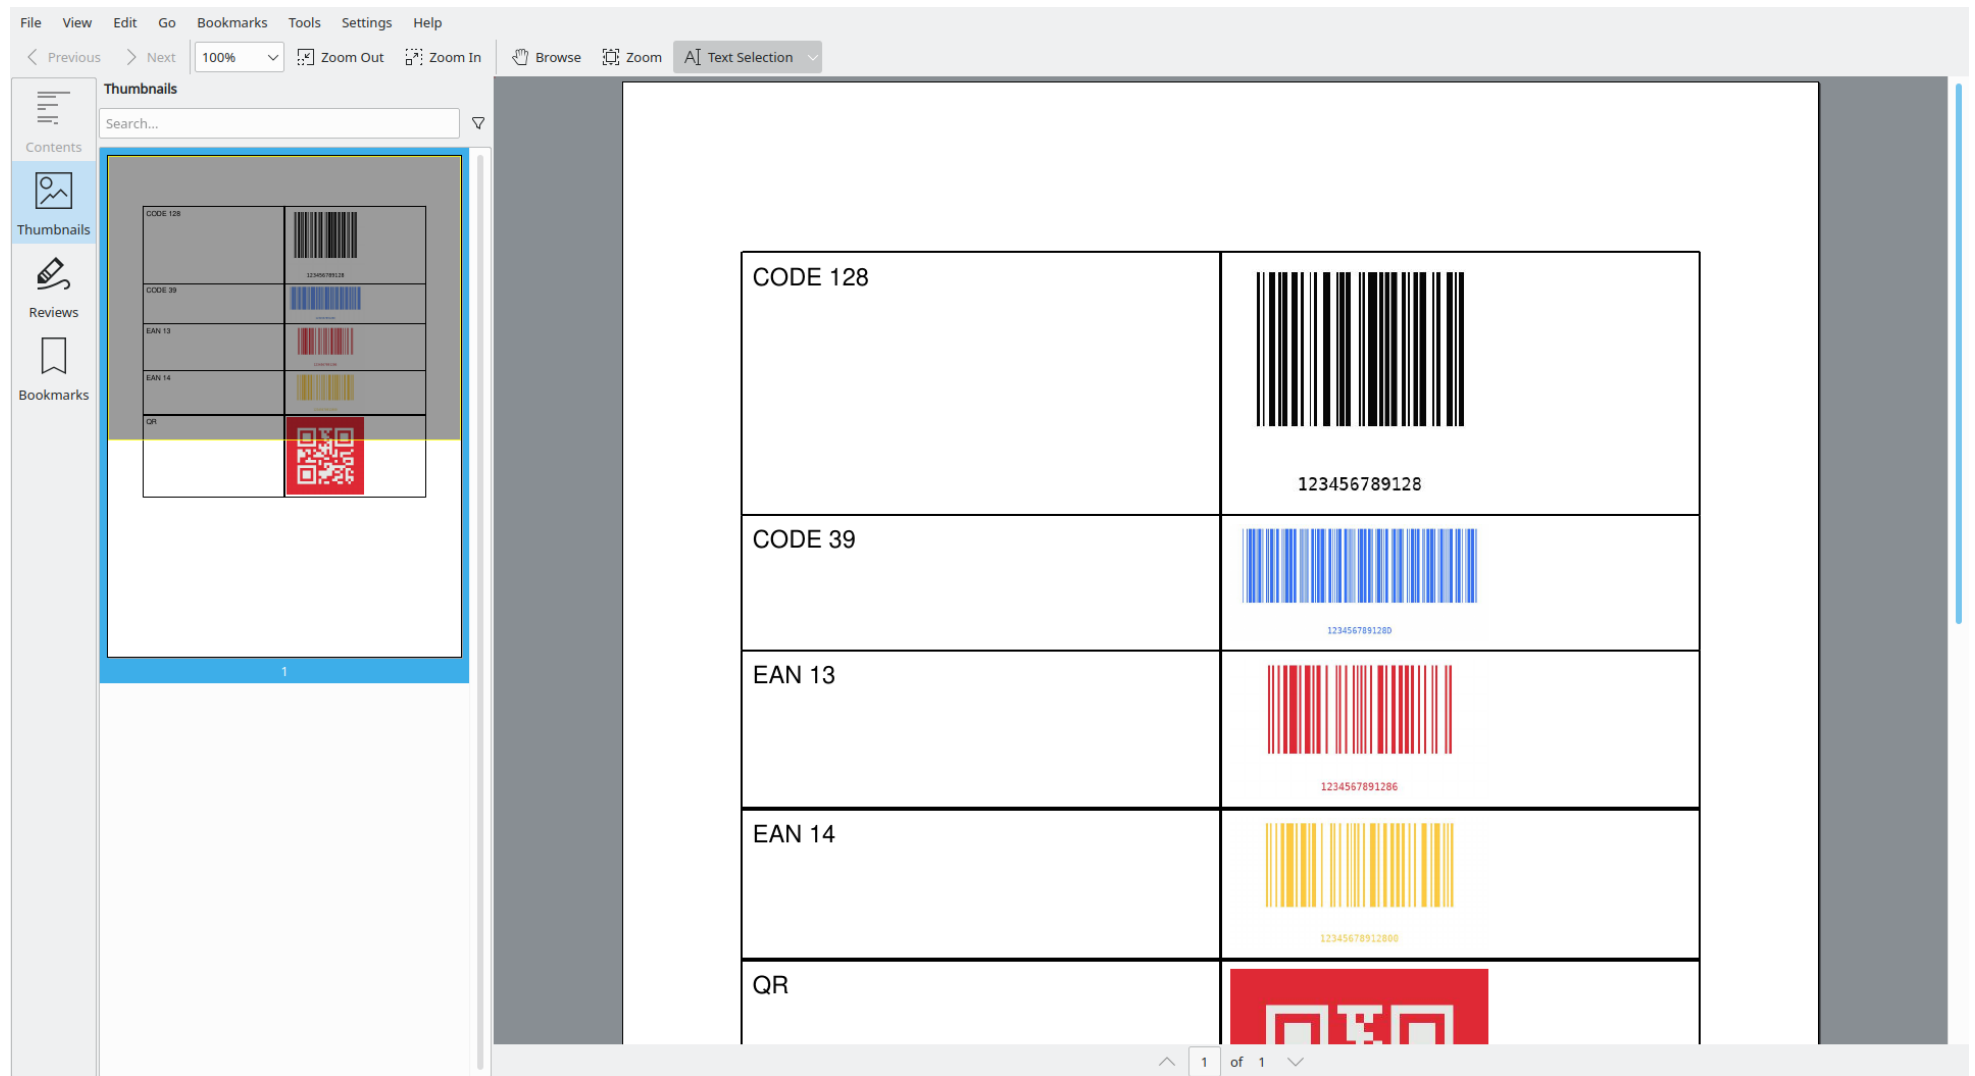 File View Edit Go Bookmarks Tools Settings Help
Previous Next 100% Zoom Out Zoom In Browse Zoom Text Selection
Contents
Thumbnails
Reviews
Bookmarks
Thumbnails
Search...
CODE 128
123456789128
CODE 39
EAN 13
EAN 14
QR
1
CODE 128
123456789128
CODE 39
123456789128D
EAN 13
1234567891286
EAN 14
12345678912800
QR
1 of 1